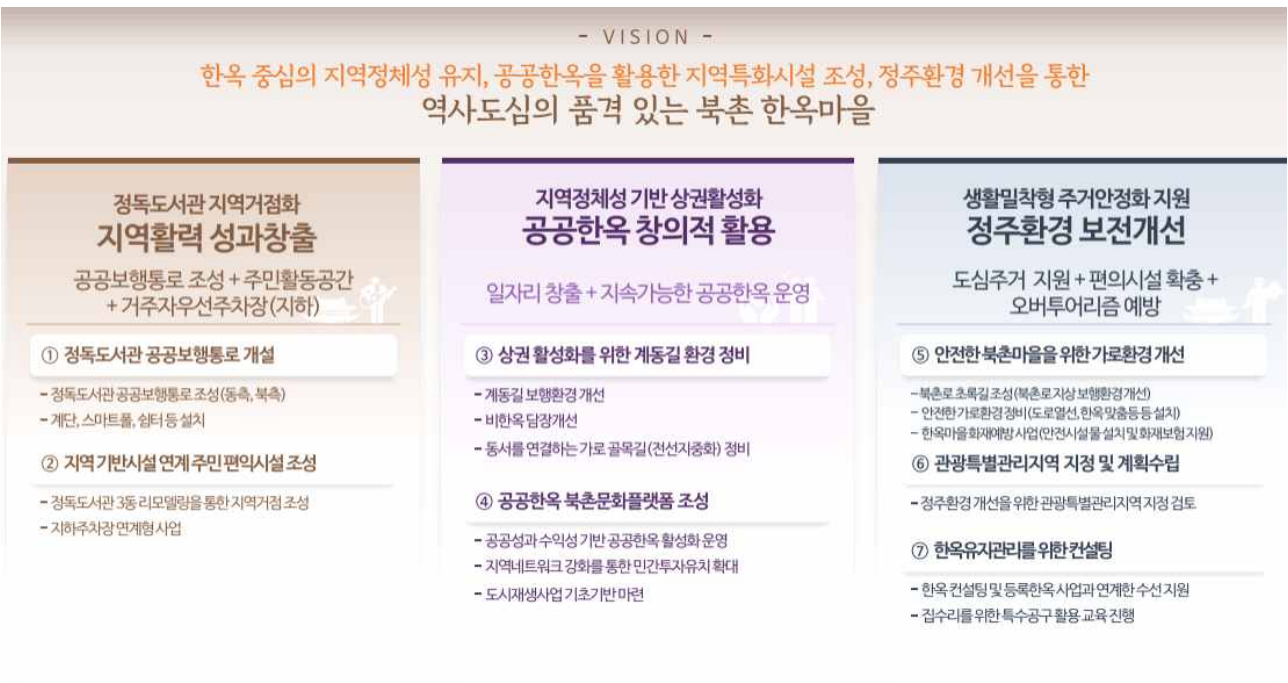 - VISION -
한옥 중심의 지역정체성 유지, 공공한옥을 활용한 지역특화시설 조성, 정주환경 개선을 통한
역사도심의 품격 있는 북촌 한옥마을
정독도서관 지역거점화
지역활력 성과창출
공공보행통로 조성 + 주민활동공간
+ 거주자우선주차장(지하)
① 정독도서관 공공보행통로 개설
- 정독도서관 공공보행통로 조성(동측, 북측)
- 계단, 스마트폴, 쉼터 등 설치
② 지역 기반시설 연계 주민 편익시설 조성
- 정독도서관 3동 리모델링을 통한 지역거점 조성
- 지하주차장 연계형 사업
지역정체성 기반 상권활성화
공공한옥 창의적 활용
일자리 창출 + 지속가능한 공공한옥 운영
③ 상권 활성화를 위한 계동길 환경 정비
- 계동길 보행환경 개선
- 비한옥 담장개선
- 동서를 연결하는 가로 골목길(전선지중화) 정비
④ 공공한옥 북촌문화플랫폼 조성
- 공공성과 수익성 기반 공공한옥 활성화 운영
- 지역네트워크 강화를 통한 민간투자유치 확대
- 도시재생사업 기초기반 마련
생활밀착형 주거안정화 지원
정주환경 보전개선
도심주거 지원 + 편의시설 확충 +
오버투어리즘 예방
⑤ 안전한 북촌마을을 위한 가로환경 개선
- 북촌로 초록길 조성(북촌로 지상 보행환경 개선)
- 안전한 가로환경 정비(도로열선, 한옥 맞춤등 등 설치)
- 한옥마을 화재예방 사업(안전시설물 설치 및 화재보험 지원)
⑥ 관광특별관리지역 지정 및 계획수립
- 정주환경 개선을 위한 관광특별관리지역 지정 검토
⑦ 한옥유지관리를 위한 컨설팅
- 한옥 컨설팅 및 등록한옥 사업과 연계한 수선 지원
- 집수리를 위한 특수공구 활용 교육 진행